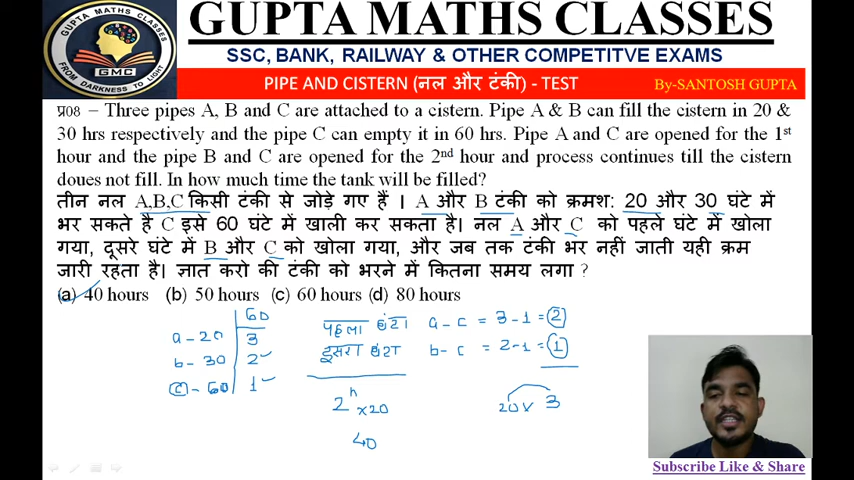 GUPTA MATHS CLASSES
GUPTA MATHS CLASSES
GMC
FROM DARKNESS TO LIGHT
SSC, BANK, RAILWAY & OTHER COMPETITVE EXAMS
PIPE AND CISTERN (नल और टंकी) - TEST
By-SANTOSH GUPTA
प्र08 – Three pipes A, B and C are attached to a cistern. Pipe A & B can fill the cistern in 20 &
30 hrs respectively and the pipe C can empty it in 60 hrs. Pipe A and C are opened for the 1st
hour and the pipe B and C are opened for the 2nd hour and process continues till the cistern
doues not fill. In how much time the tank will be filled?
तीन नल A,B,C किसी टंकी से जोड़े गए हैं । A और B टंकी को क्रमश: 20 और 30 घंटे में
भर सकते है C इसे 60 घंटे में खाली कर सकता है। नल A और C को पहले घंटे में खोला
गया, दूसरे घंटे में B और C को खोला गया, और जब तक टंकी भर नहीं जाती यही क्रम
जारी रहता है। ज्ञात करो की टंकी को भरने में कितना समय लगा ?
(a) 40 hours (b) 50 hours (c) 60 hours (d) 80 hours
60
a - 20 3
b - 30 2
c - 60 1
पहला घंटा a - c = 3 - 1 = 2
दूसरा घंटा b - c = 2 - 1 = 1
2h × 20
20 × 3
40
Subscribe Like & Share